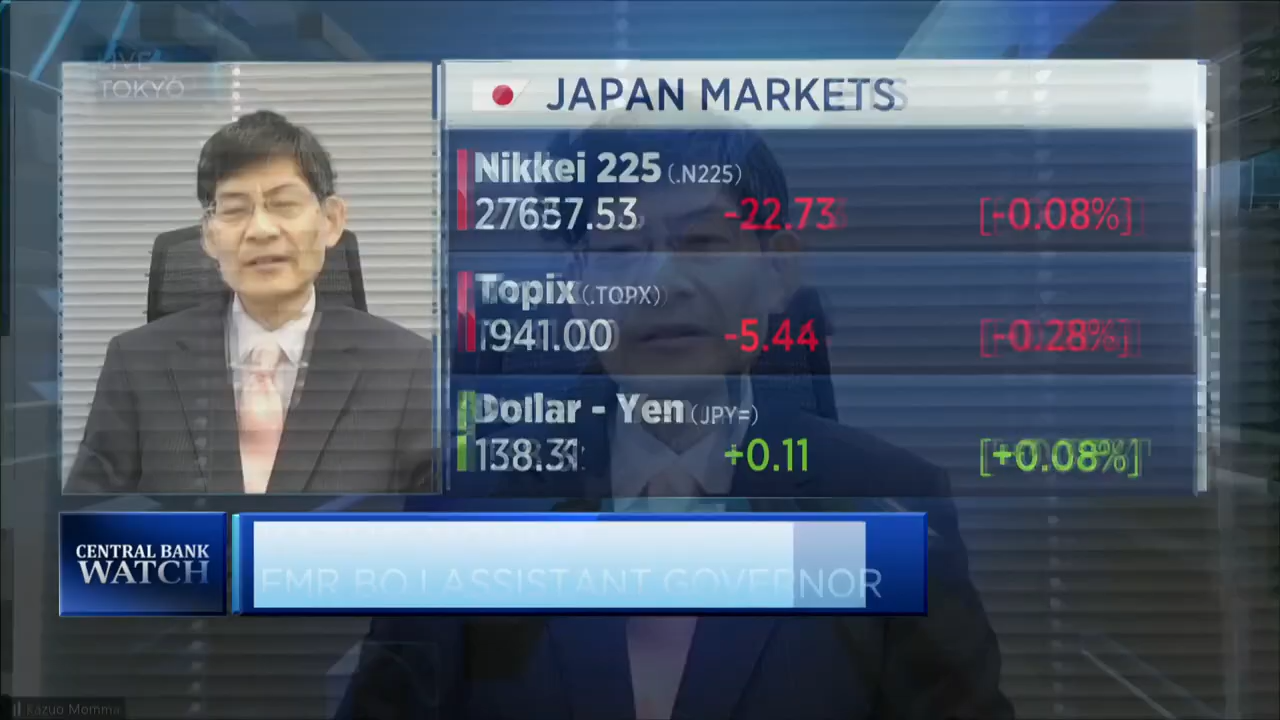 LIVE
TOKYO
JAPAN MARKETS
Nikkei 225 (.N225)
-22.73 [-0.08%]
Topix (.TOPX)
1941.00 -5.44 [-0.28%]
Dollar - Yen (JPY=)
+0.11 [+0.08%]
CENTRAL BANK
WATCH
FMR BOJ ASSISTANT GOVERNOR
Kazuo Momma